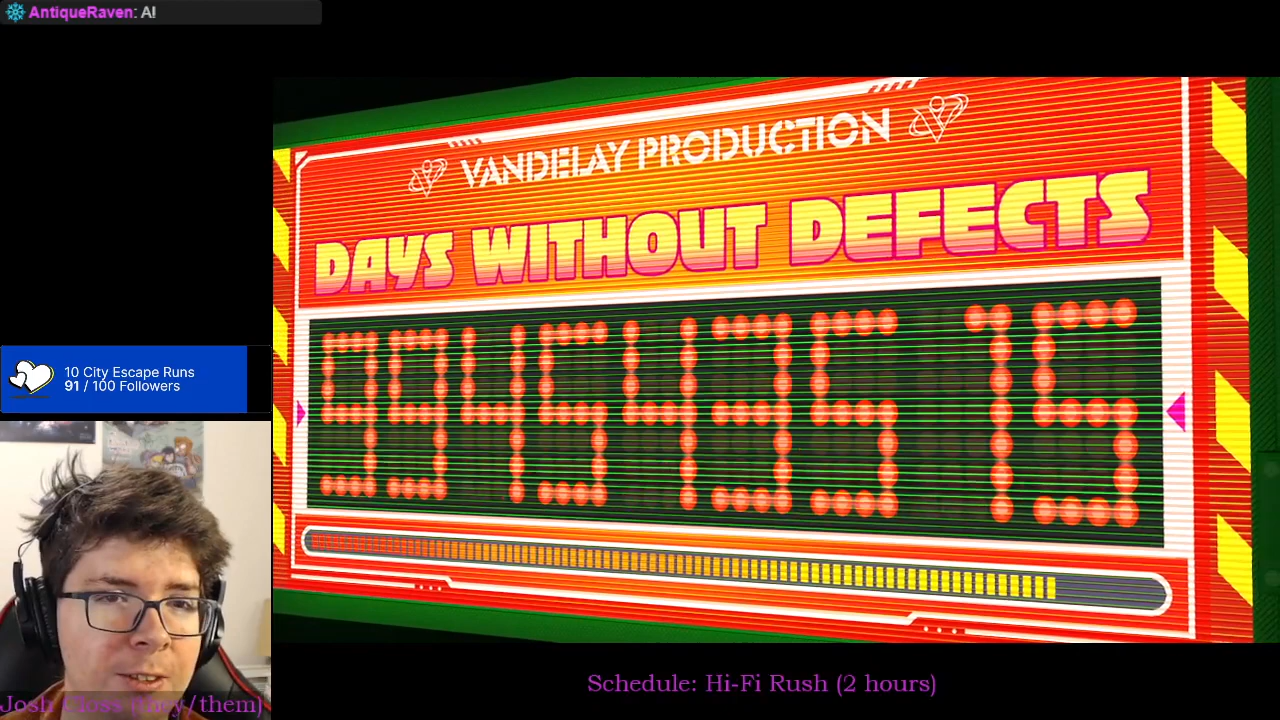 AntiqueRaven: AI
VANDELAY PRODUCTION
DAYS WITHOUT DEFECTS
994543515
10 City Escape Runs
91 / 100 Followers
Josh Closs (they/them)
Schedule: Hi-Fi Rush (2 hours)